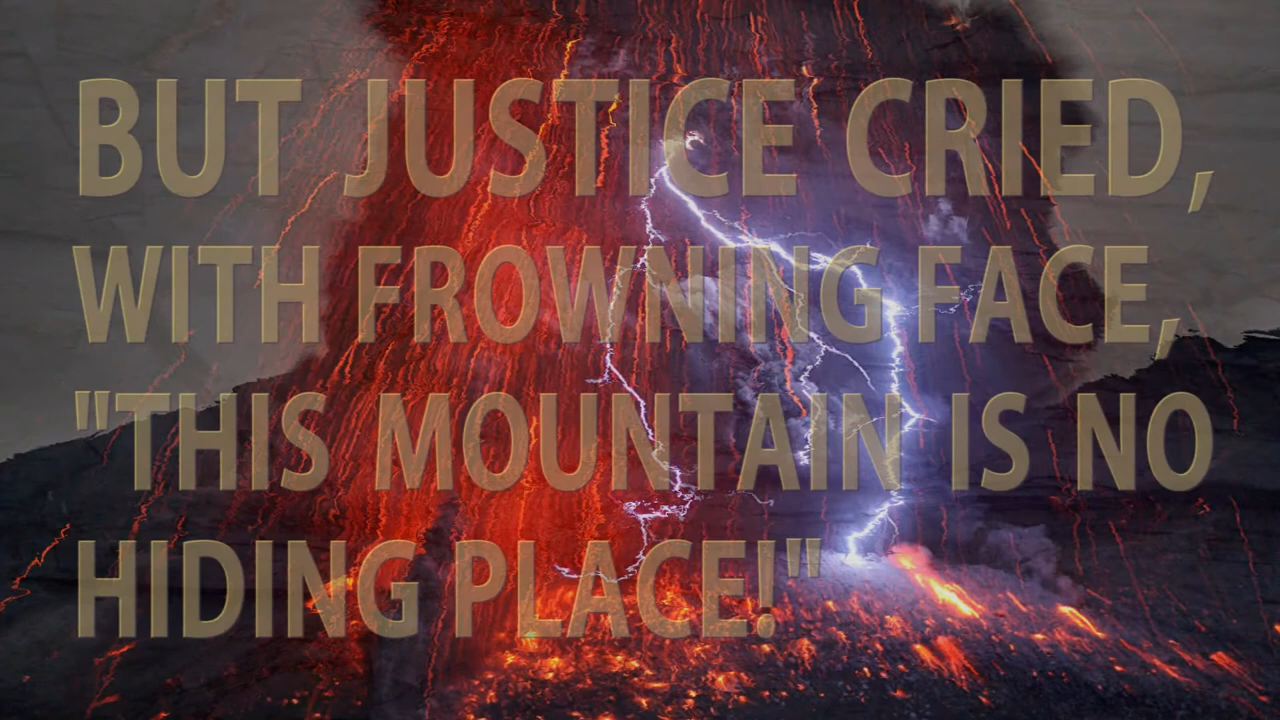 BUT JUSTICE CRIED,
WITH FROWNING FACE,
"THIS MOUNTAIN IS NO
HIDING PLACE!"